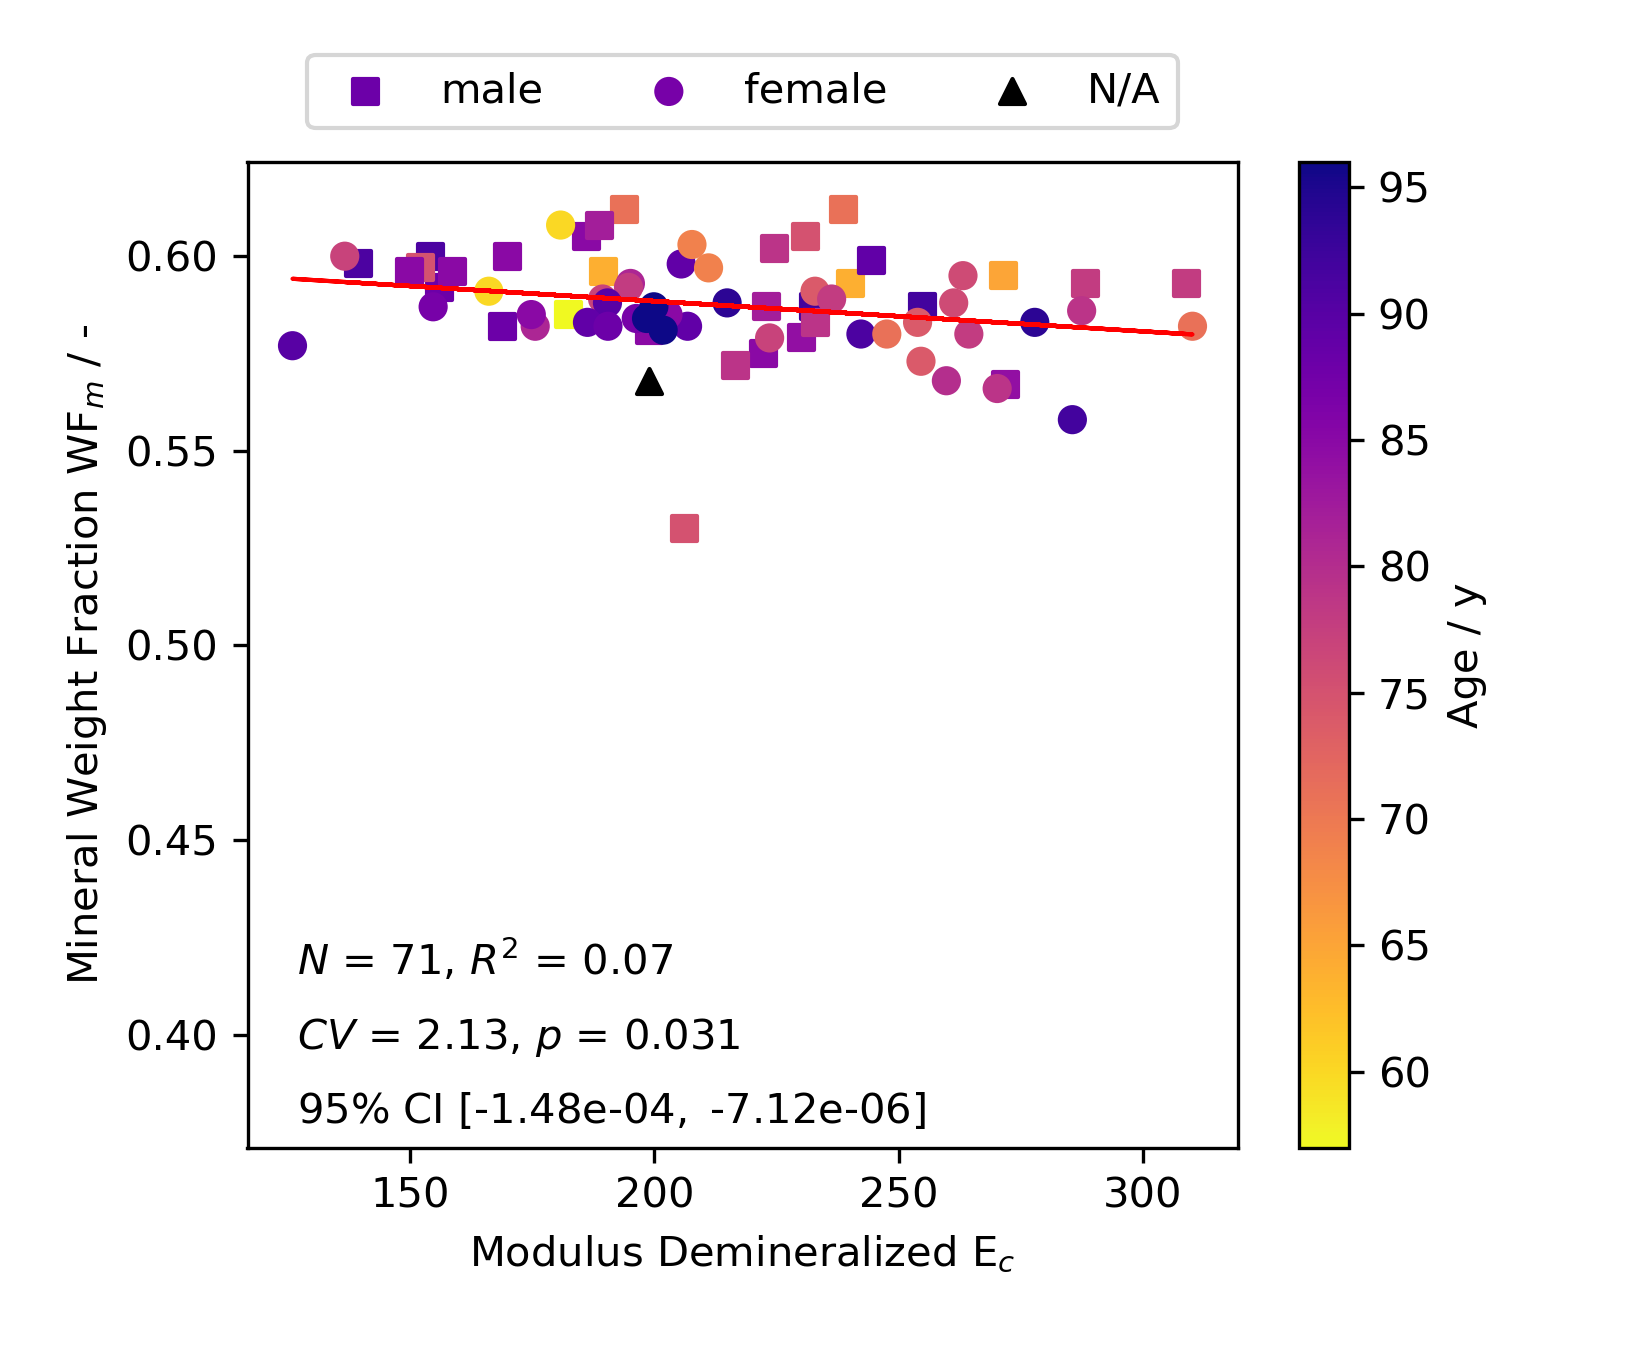 male female N/A
Mineral Weight Fraction WFₘ / -
0.60
0.55
0.50
0.45
0.40
N = 71, R² = 0.07
CV = 2.13, p = 0.031
95% CI [-1.48e-04, -7.12e-06]
150 200 250 300
Modulus Demineralized E_c
95
90
85
80
75
70
65
60
Age / y